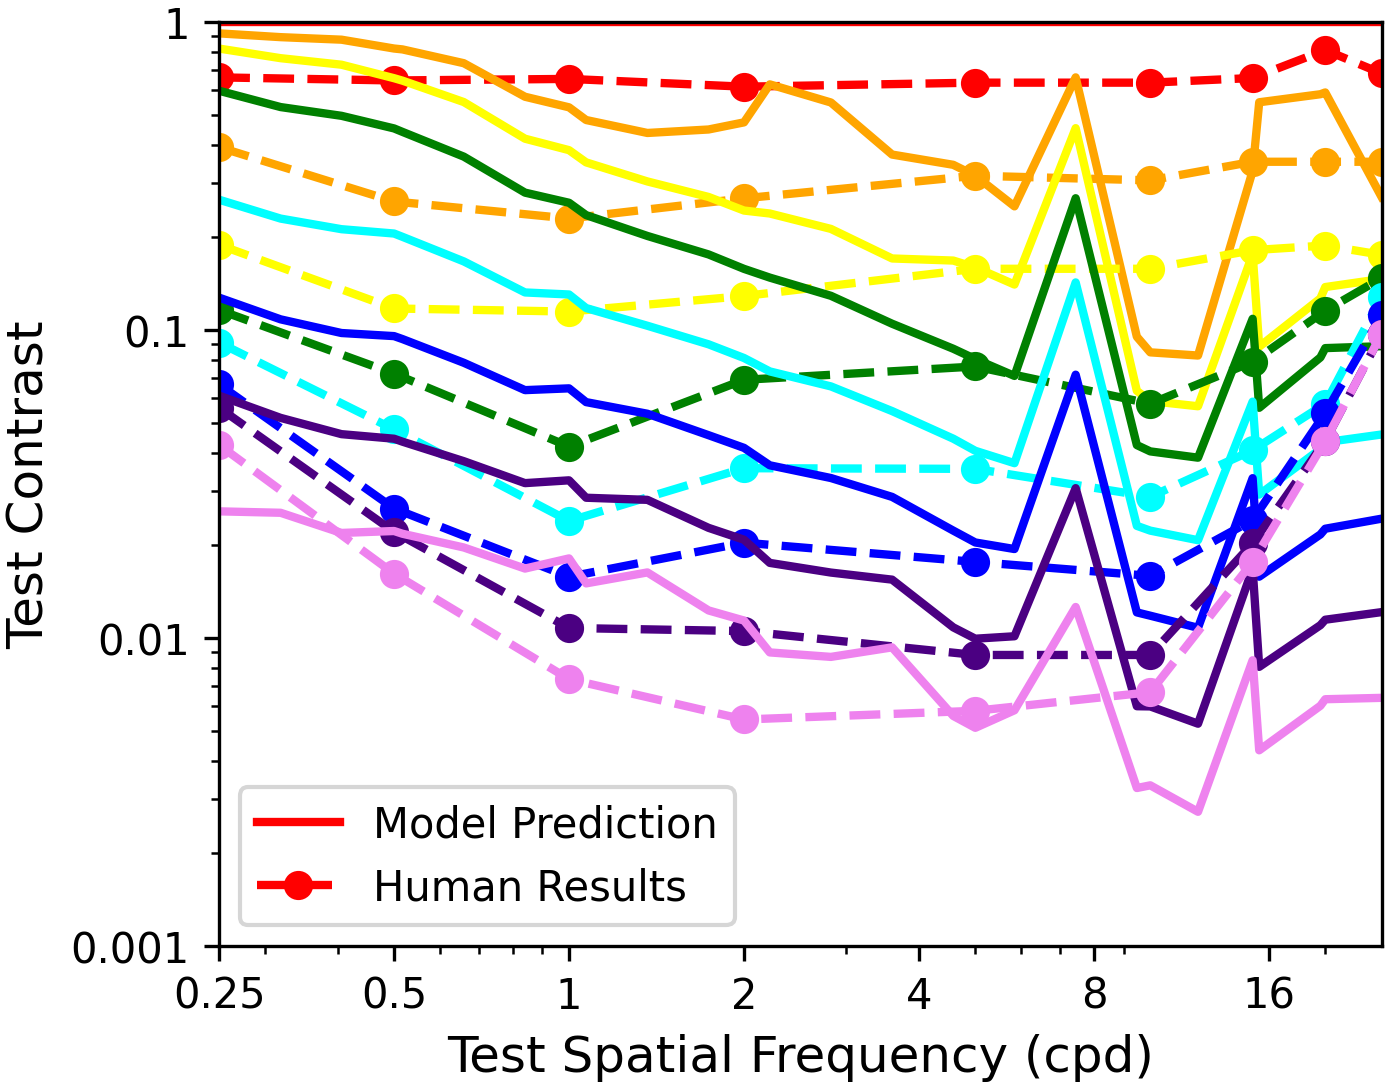 1
0.1
0.01
0.001
Test Contrast
Model Prediction
Human Results
0.25 0.5 1 2 4 8 16
Test Spatial Frequency (cpd)